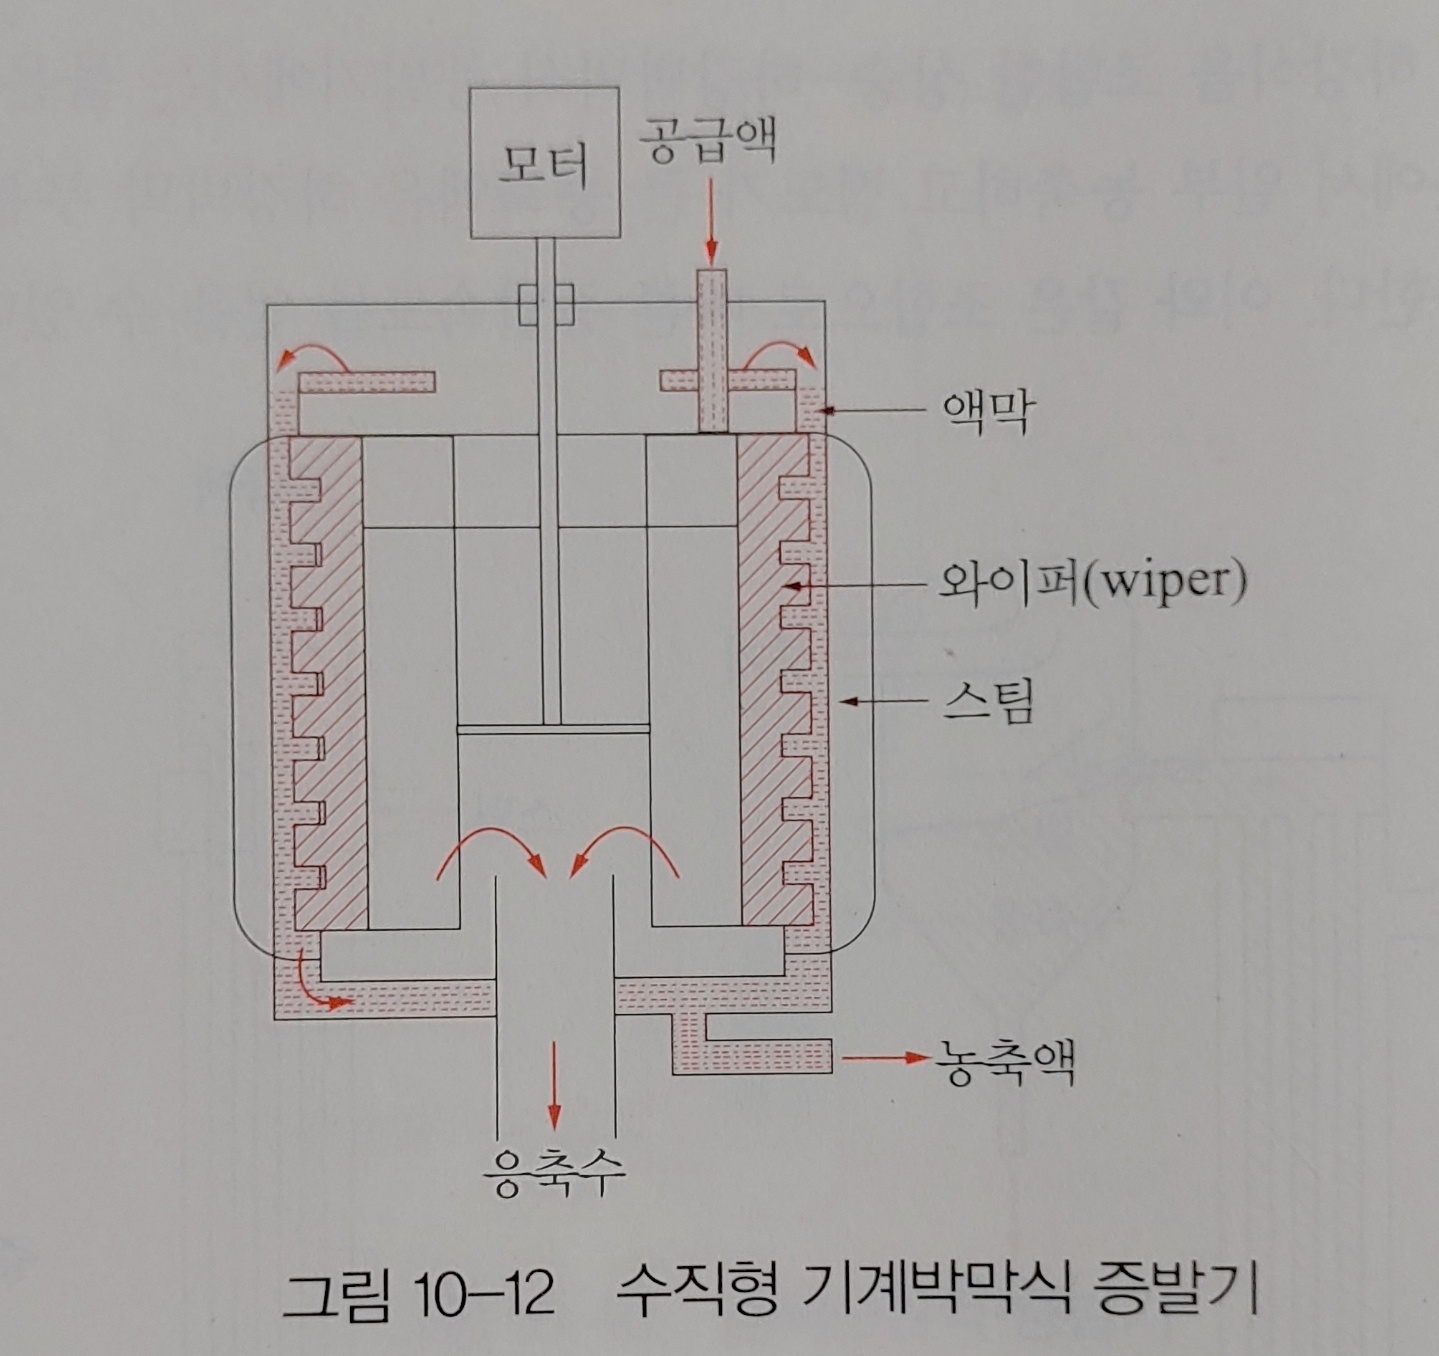 모터
공급액
액막
와이퍼(wiper)
스팀
농축액
응축수
그림 10-12 수직형 기계박막식 증발기